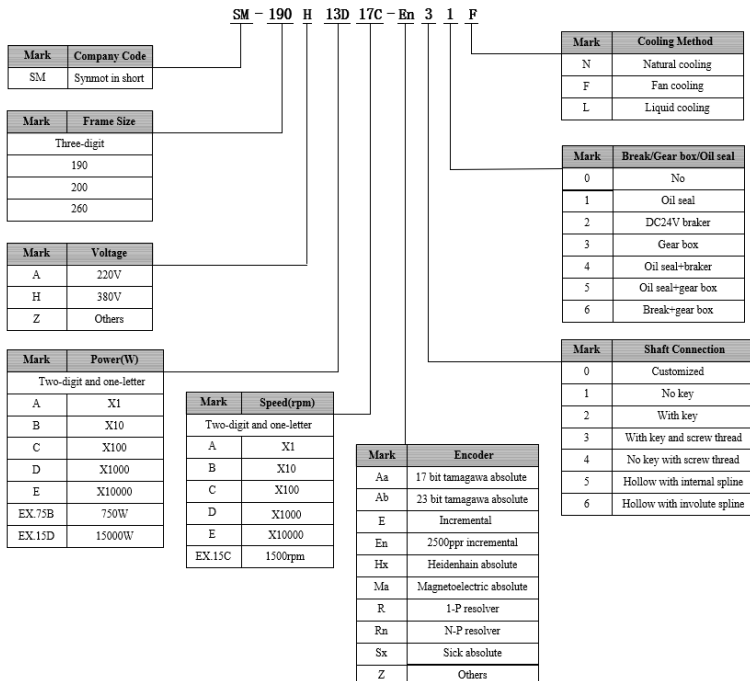 SM - 190 H 13D 17C - En 3 1 F
Mark Company Code
SM Synmot in short
Mark Frame Size
Three-digit
190
200
260
Mark Voltage
A 220V
H 380V
Z Others
Mark Power(W)
Two-digit and one-letter
A X1
B X10
C X100
D X1000
E X10000
EX.75B 750W
EX.15D 15000W
Mark Speed(rpm)
Two-digit and one-letter
A X1
B X10
C X100
D X1000
E X10000
EX.15C 1500rpm
Mark Encoder
Aa 17 bit tamagawa absolute
Ab 23 bit tamagawa absolute
E Incremental
En 2500ppr incremental
Hx Heidenhain absolute
Ma Magnetoelectric absolute
R 1-P resolver
Rn N-P resolver
Sx Sick absolute
Z Others
Mark Cooling Method
N Natural cooling
F Fan cooling
L Liquid cooling
Mark Break/Gear box/Oil seal
0 No
1 Oil seal
2 DC24V braker
3 Gear box
4 Oil seal+braker
5 Oil seal+gear box
6 Break+gear box
Mark Shaft Connection
0 Customized
1 No key
2 With key
3 With key and screw thread
4 No key with screw thread
5 Hollow with internal spline
6 Hollow with involute spline